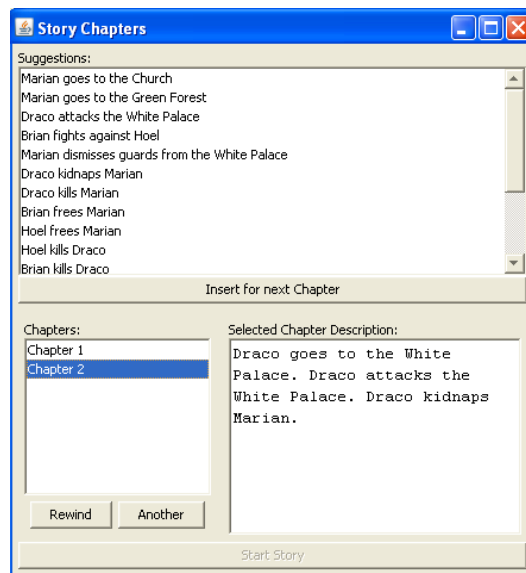 Story Chapters
Suggestions:
Marian goes to the Church
Marian goes to the Green Forest
Draco attacks the White Palace
Brian fights against Hoel
Marian dismisses guards from the White Palace
Draco kidnaps Marian
Draco kills Marian
Brian frees Marian
Hoel frees Marian
Hoel kills Draco
Brian kills Draco
Insert for next Chapter
Chapters:
Chapter 1
Chapter 2
Rewind
Another
Selected Chapter Description:
Draco goes to the White
Palace. Draco attacks the
White Palace. Draco kidnaps
Marian.
Start Story